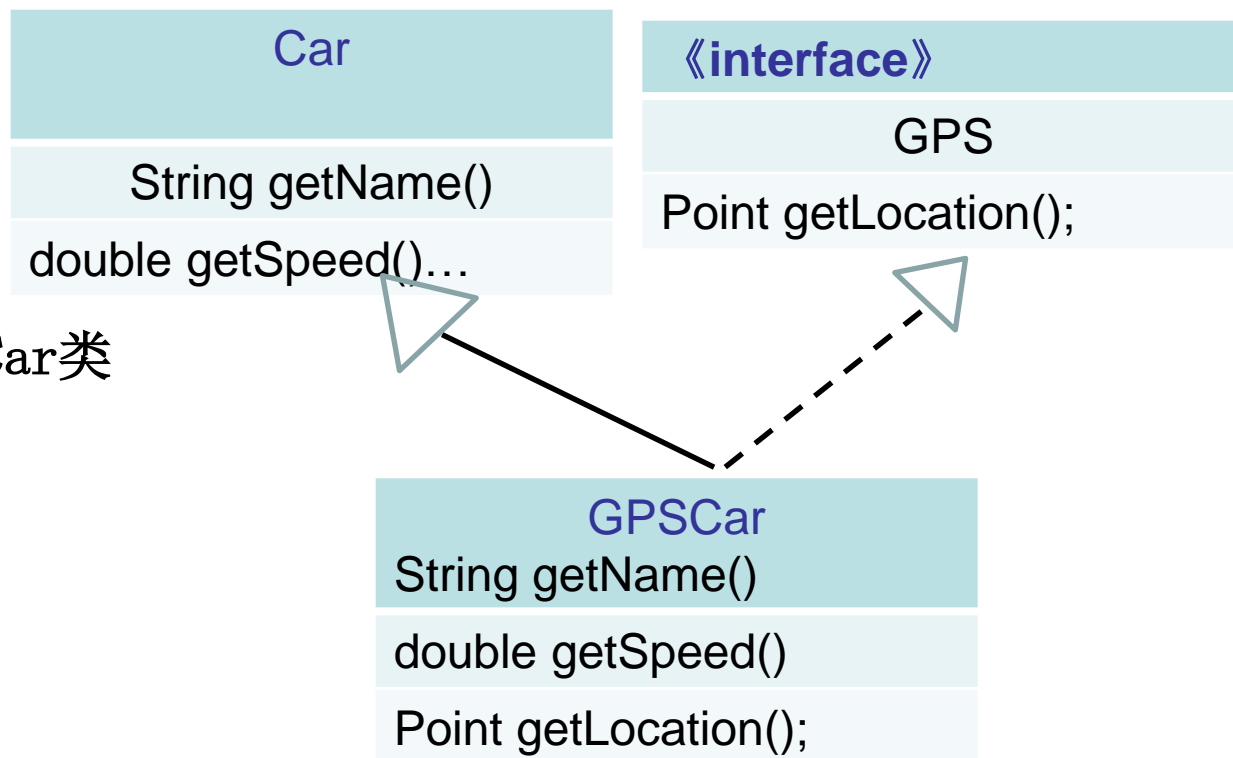 Car
String getName()
double getSpeed()…
《interface》
GPS
Point getLocation();
Car类
GPSCar
String getName()
double getSpeed()
Point getLocation();